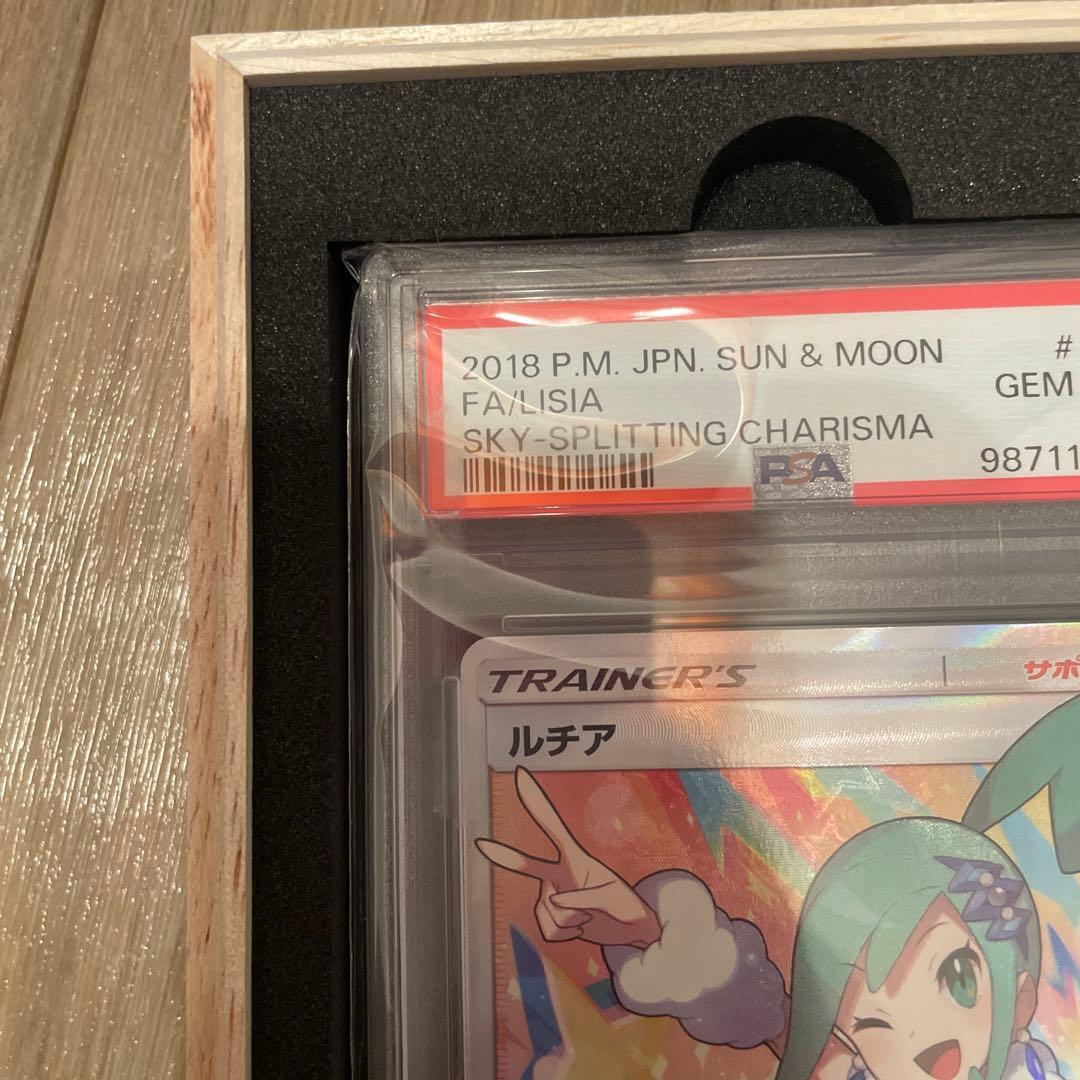 2018 P.M. JPN. SUN & MOON #
FA/LISIA GEM
SKY-SPLITTING CHARISMA
98711
PSA
TRAINER'S サポ
ルチア